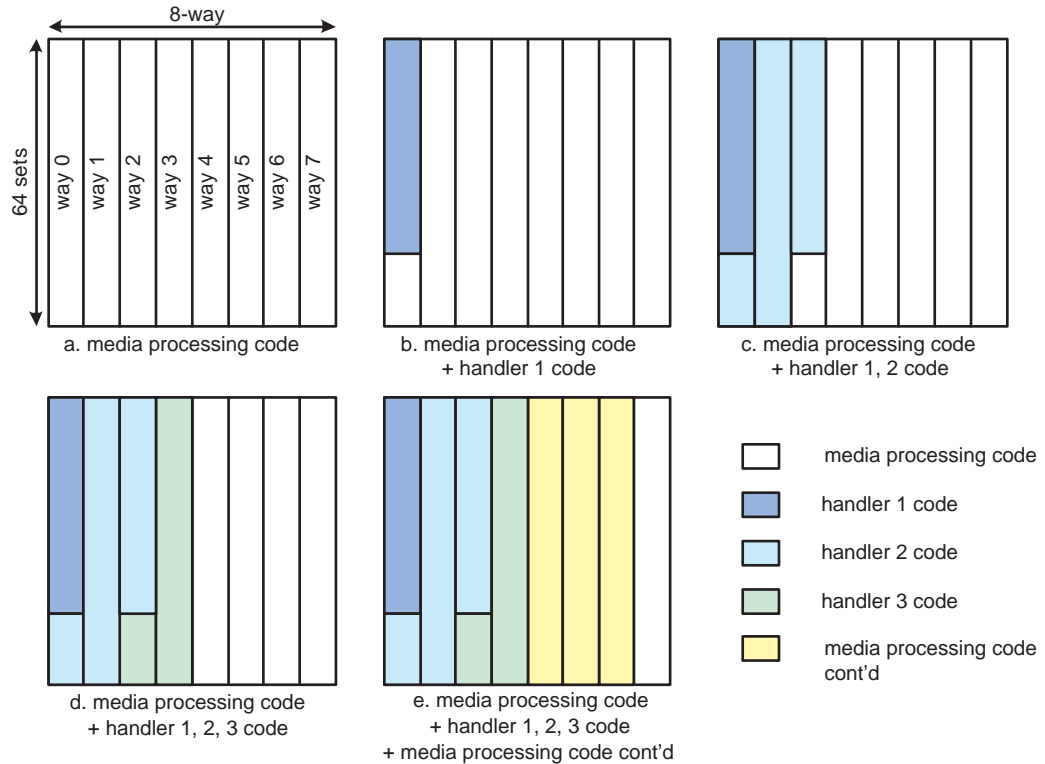 8-way
64 sets
way 0
way 1
way 2
way 3
way 4
way 5
way 6
way 7
a. media processing code
b. media processing code
+ handler 1 code
c. media processing code
+ handler 1, 2 code
d. media processing code
+ handler 1, 2, 3 code
e. media processing code
+ handler 1, 2, 3 code
+ media processing code cont'd
media processing code
handler 1 code
handler 2 code
handler 3 code
media processing code
cont'd